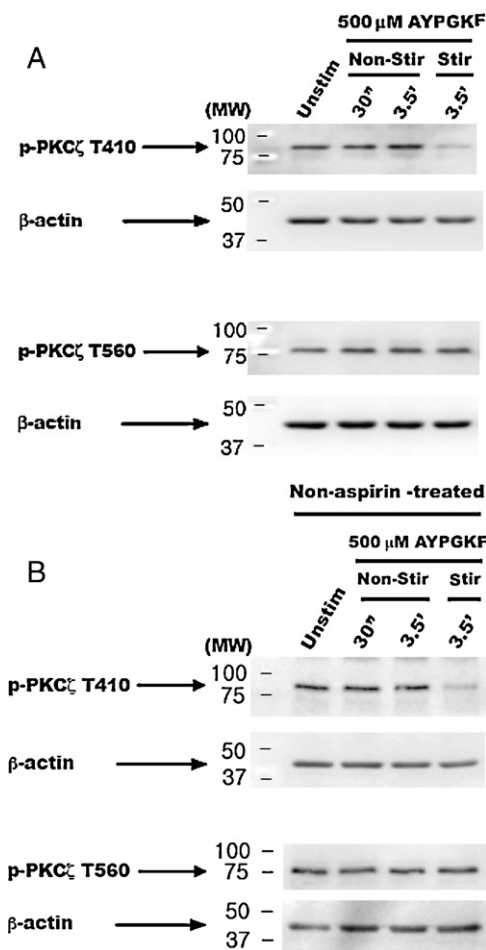 500 μM AYPGKF
A
Non-Stir Stir
Unstim 30" 3.5' 3.5'
(MW)
p-PKCζ T410 100 –
75 –
β-actin 50 –
37 –
p-PKCζ T560 100 –
75 –
β-actin 50 –
37 –
Non-aspirin -treated
500 μM AYPGKF
B
Non-Stir Stir
Unstim 30" 3.5' 3.5'
(MW)
p-PKCζ T410 100 –
75 –
β-actin 50 –
37 –
p-PKCζ T560 100 –
75 –
β-actin 50 –
37 –